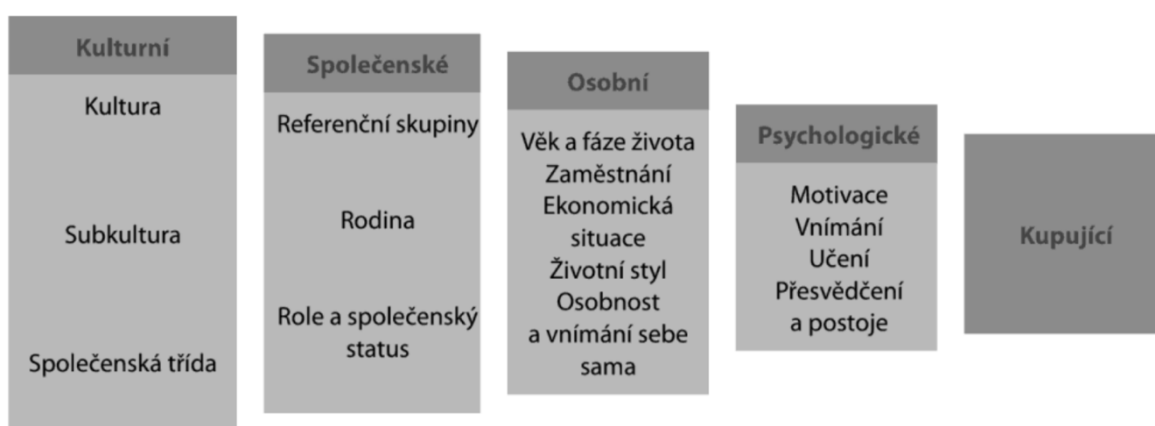 Kulturní
Kultura
Subkultura
Společenská třída
Společenské
Referenční skupiny
Rodina
Role a společenský
status
Osobní
Věk a fáze života
Zaměstnání
Ekonomická
situace
Životní styl
Osobnost
a vnímání sebe
sama
Psychologické
Motivace
Vnímání
Učení
Přesvědčení
a postoje
Kupující